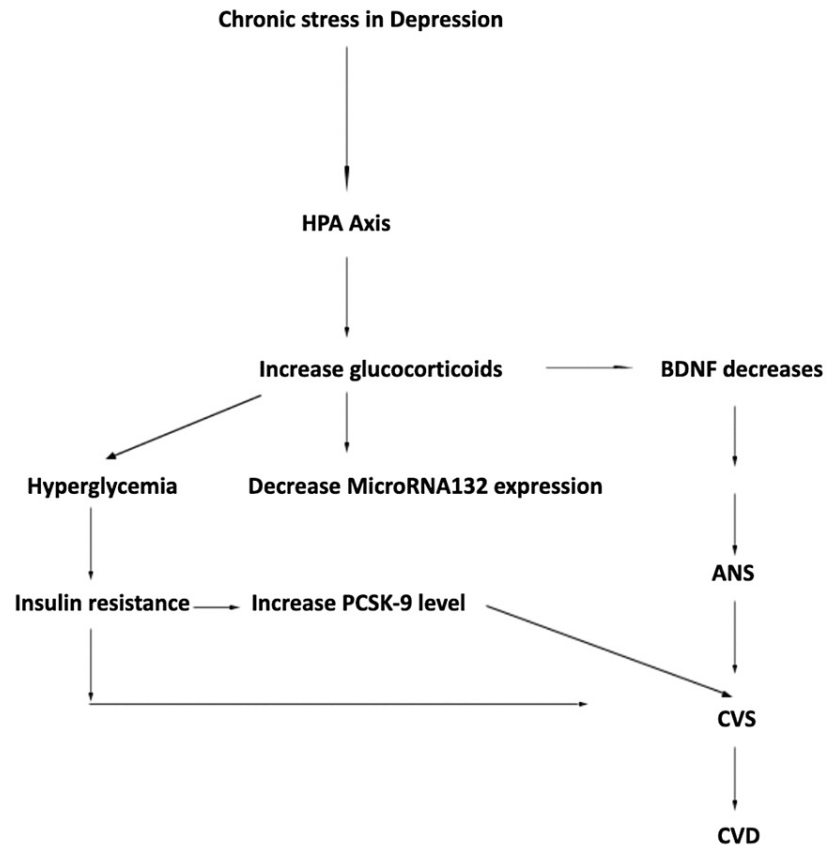 Chronic stress in Depression
HPA Axis
Increase glucocorticoids
BDNF decreases
Hyperglycemia
Decrease MicroRNA132 expression
ANS
Insulin resistance
Increase PCSK-9 level
CVS
CVD